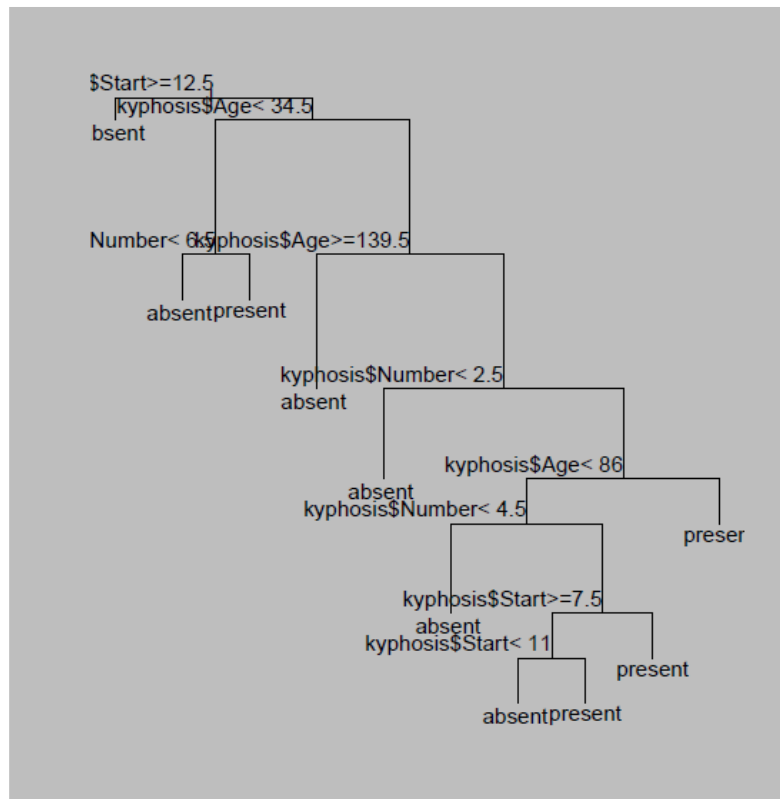 $Start>=12.5
kyphosis$Age< 34.5
bsent
Number< 6.5
kyphosis$Age>=139.5
absent
present
kyphosis$Number< 2.5
absent
kyphosis$Age< 86
absent
kyphosis$Number< 4.5
preser
kyphosis$Start>=7.5
absent
kyphosis$Start< 11
present
absent
present